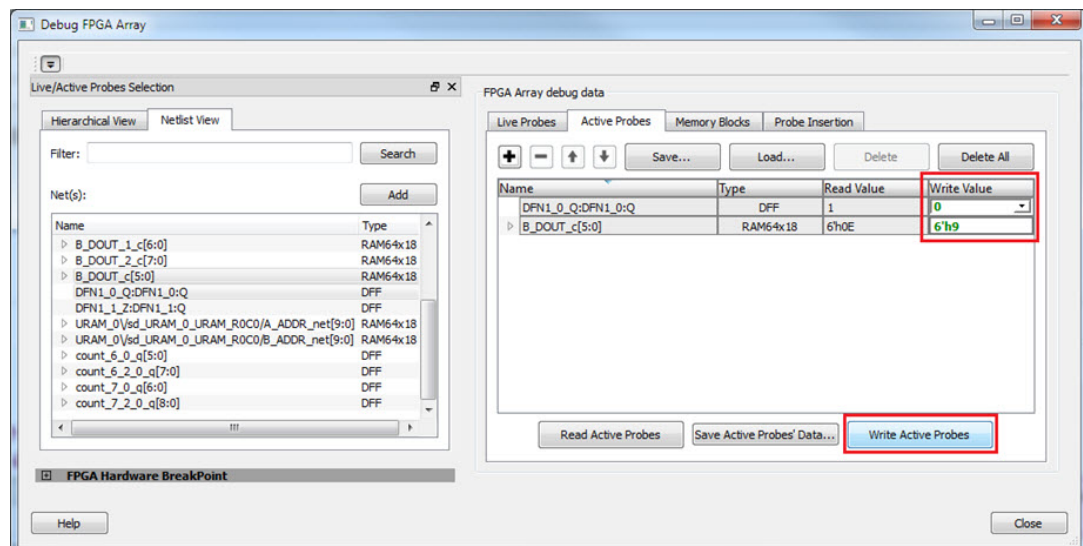 Debug FPGA Array
Live/Active Probes Selection
Hierarchical View Netlist View
Filter: Search
Net(s): Add
Name Type
B_DOUT_1_c[6:0] RAM64x18
B_DOUT_2_c[7:0] RAM64x18
B_DOUT_c[5:0] RAM64x18
DFN1_0_Q:DFN1_0:Q DFF
DFN1_1_Z:DFN1_1:Q DFF
URAM_0\/sd_URAM_0_URAM_R0C0/A_ADDR_net[9:0] RAM64x18
URAM_0\/sd_URAM_0_URAM_R0C0/B_ADDR_net[9:0] RAM64x18
count_6_0_q[5:0] DFF
count_6_2_0_q[7:0] DFF
count_7_0_q[6:0] DFF
count_7_2_0_q[8:0] DFF
FPGA Hardware BreakPoint
FPGA Array debug data
Live Probes Active Probes Memory Blocks Probe Insertion
Save... Load... Delete Delete All
Name Type Read Value Write Value
DFN1_0_Q:DFN1_0:Q DFF 1 0
B_DOUT_c[5:0] RAM64x18 6'h0E 6'h9
Read Active Probes Save Active Probes' Data... Write Active Probes
Help Close